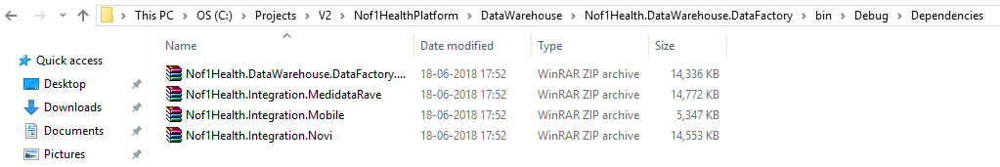 This PC › OS (C:) › Projects › V2 › Nof1HealthPlatform › DataWarehouse › Nof1Health.DataWarehouse.DataFactory › bin › Debug › Dependencies
Name Date modified Type Size
Quick access
Desktop
Downloads
Documents
Pictures
Nof1Health.DataWarehouse.DataFactory.... 18-06-2018 17:52 WinRAR ZIP archive 14,336 KB
Nof1Health.Integration.MedidataRave 18-06-2018 17:52 WinRAR ZIP archive 14,772 KB
Nof1Health.Integration.Mobile 18-06-2018 17:52 WinRAR ZIP archive 5,347 KB
Nof1Health.Integration.Novi 18-06-2018 17:52 WinRAR ZIP archive 14,553 KB